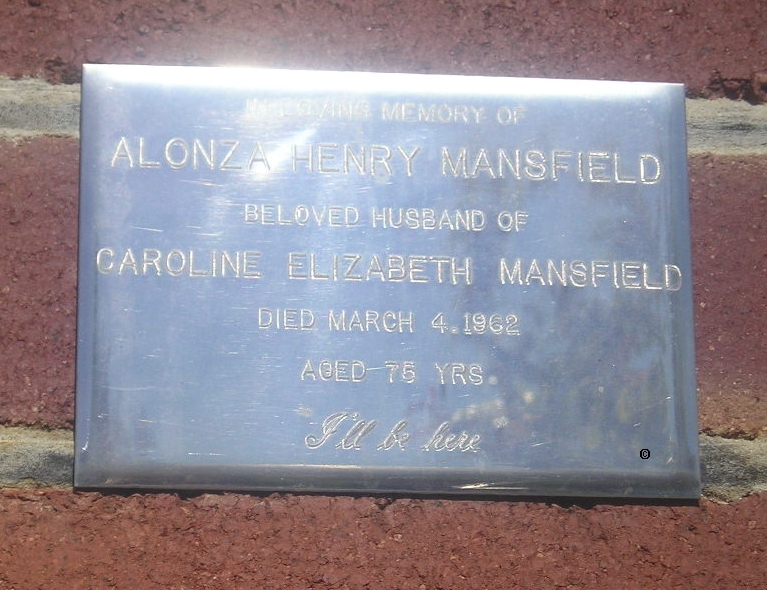 IN LOVING MEMORY OF
ALONZA HENRY MANSFIELD
BELOVED HUSBAND OF
CAROLINE ELIZABETH MANSFIELD
DIED MARCH 4.1962
AGED 75 YRS.
"I'll be here"
©